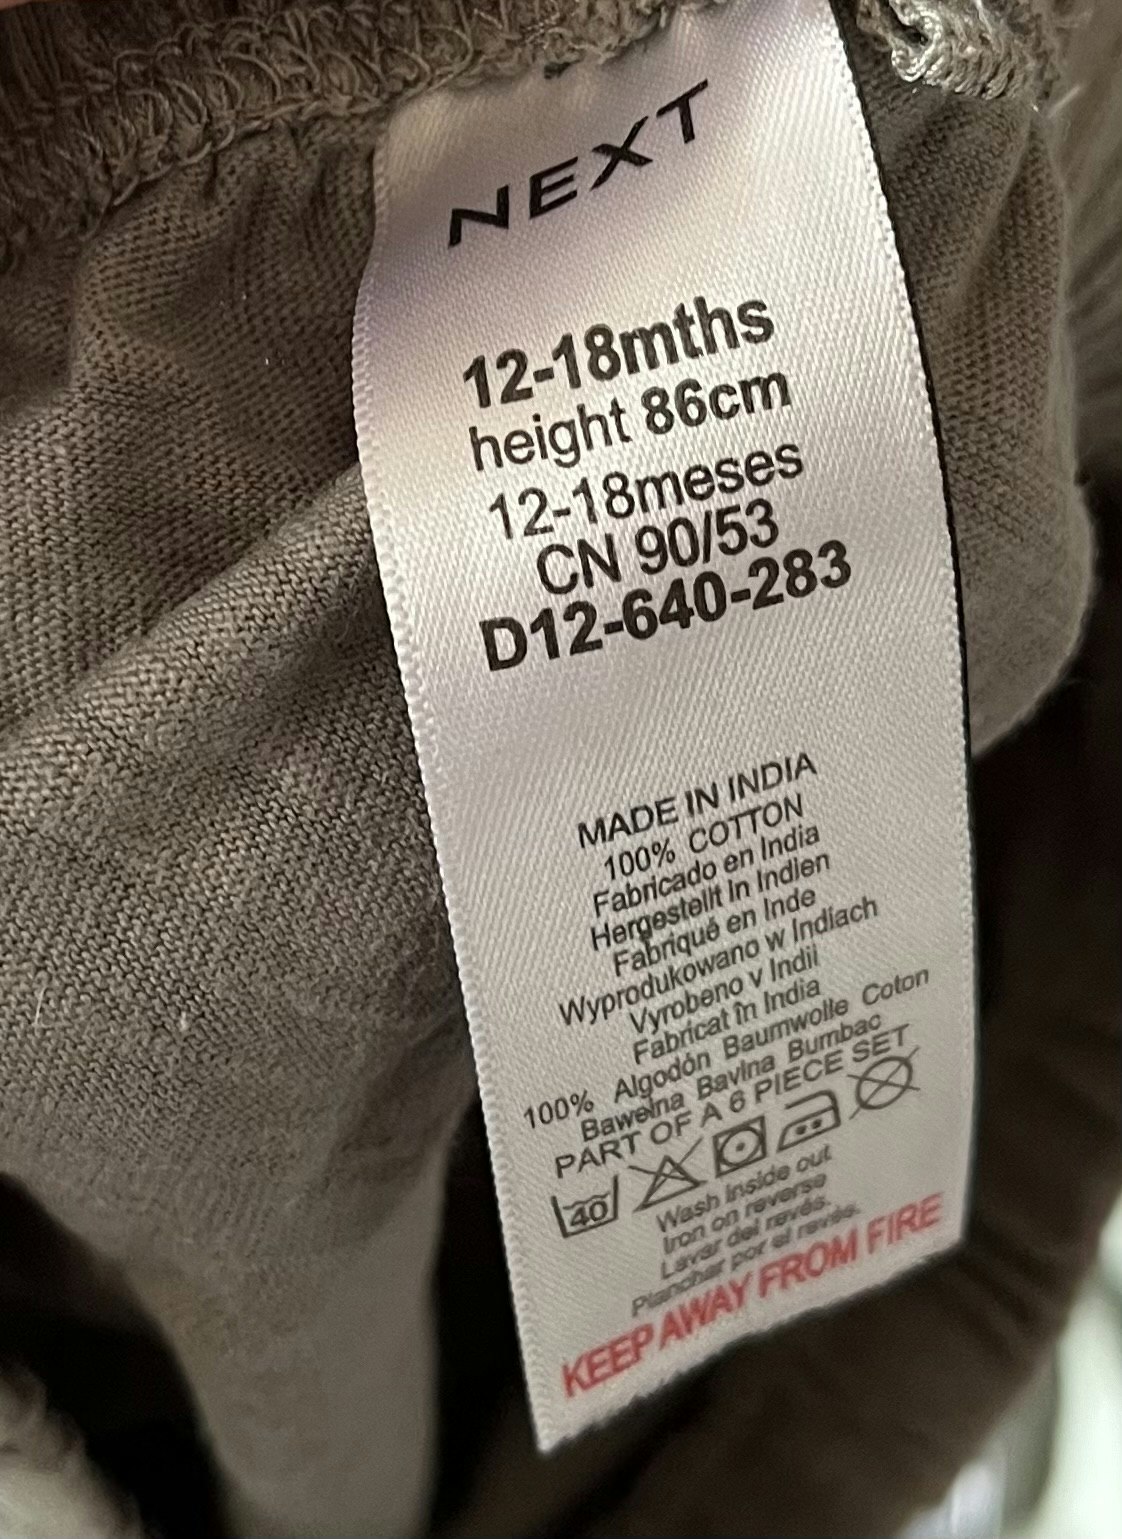 NEXT
12-18mths
height 86cm
12-18meses
CN 90/53
D12-640-283
MADE IN INDIA
100% COTTON
Fabricado en India
Hergestellt in Indien
Fabriqué en Inde
Wyprodukowano w Indiach
Vyrobeno v Indii
Fabricat în India
100% Algodón Baumwolle Coton
Bawełna Bavlna Bumbac
PART OF A 6 PIECE SET
40
Wash inside out
Iron on reverse
Lavar del revés.
Planchar por el revés.
KEEP AWAY FROM FIRE